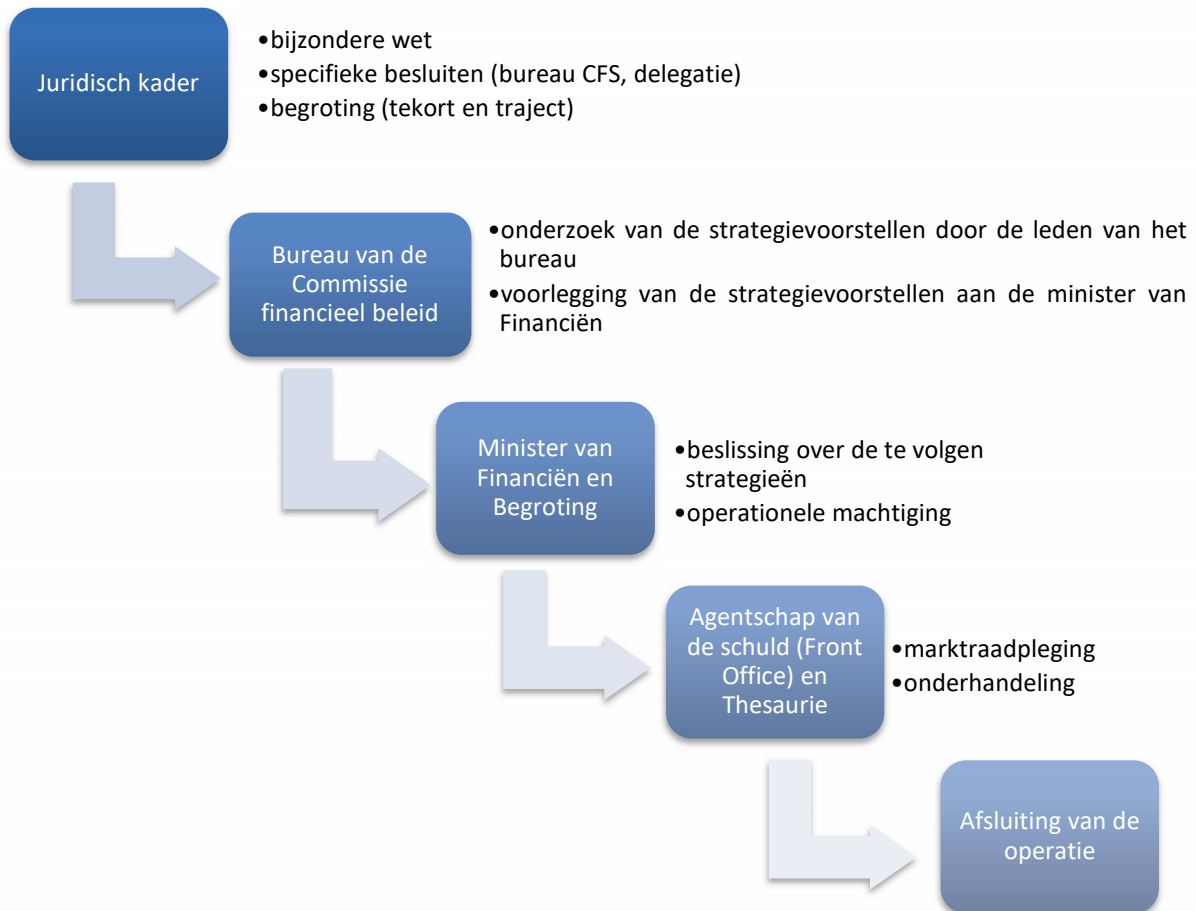 Juridisch kader
•bijzondere wet
•specifieke besluiten (bureau CFS, delegatie)
•begroting (tekort en traject)
Bureau van de
Commissie
financieel beleid
•onderzoek van de strategievoorstellen door de leden van het
bureau
•voorlegging van de strategievoorstellen aan de minister van
Financiën
Minister van
Financiën en
Begroting
•beslissing over de te volgen
strategieën
•operationele machtiging
Agentschap van
de schuld (Front
Office) en
Thesaurie
•marktraadpleging
•onderhandeling
Afsluiting van de
operatie